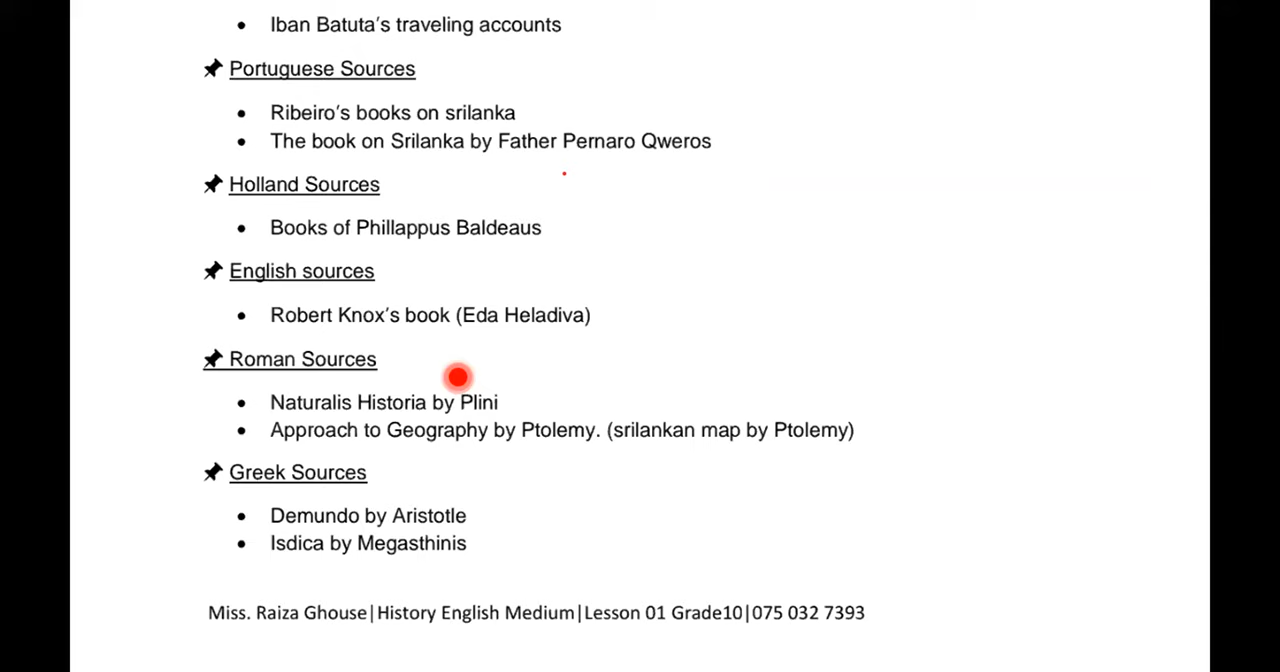 • Iban Batuta's traveling accounts
Portuguese Sources
• Ribeiro's books on srilanka
• The book on Srilanka by Father Pernaro Qweros
Holland Sources
• Books of Phillappus Baldeaus
English sources
• Robert Knox's book (Eda Heladiva)
Roman Sources
• Naturalis Historia by Plini
• Approach to Geography by Ptolemy. (srilankan map by Ptolemy)
Greek Sources
• Demundo by Aristotle
• Isdica by Megasthinis
Miss. Raiza Ghouse|History English Medium|Lesson 01 Grade10|075 032 7393